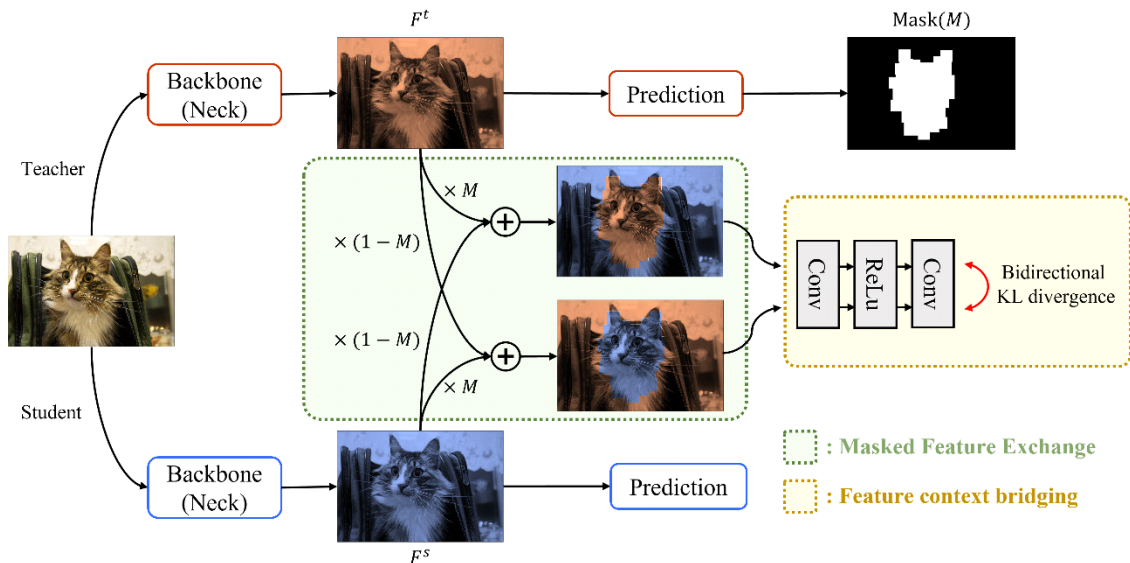 F^t
Mask(M)
Backbone
(Neck)
Prediction
Teacher
× M
× (1 − M)
+
Conv
ReLu
Conv
Bidirectional
KL divergence
× (1 − M)
+
× M
Student
Backbone
(Neck)
Prediction
F^s
: Masked Feature Exchange
: Feature context bridging